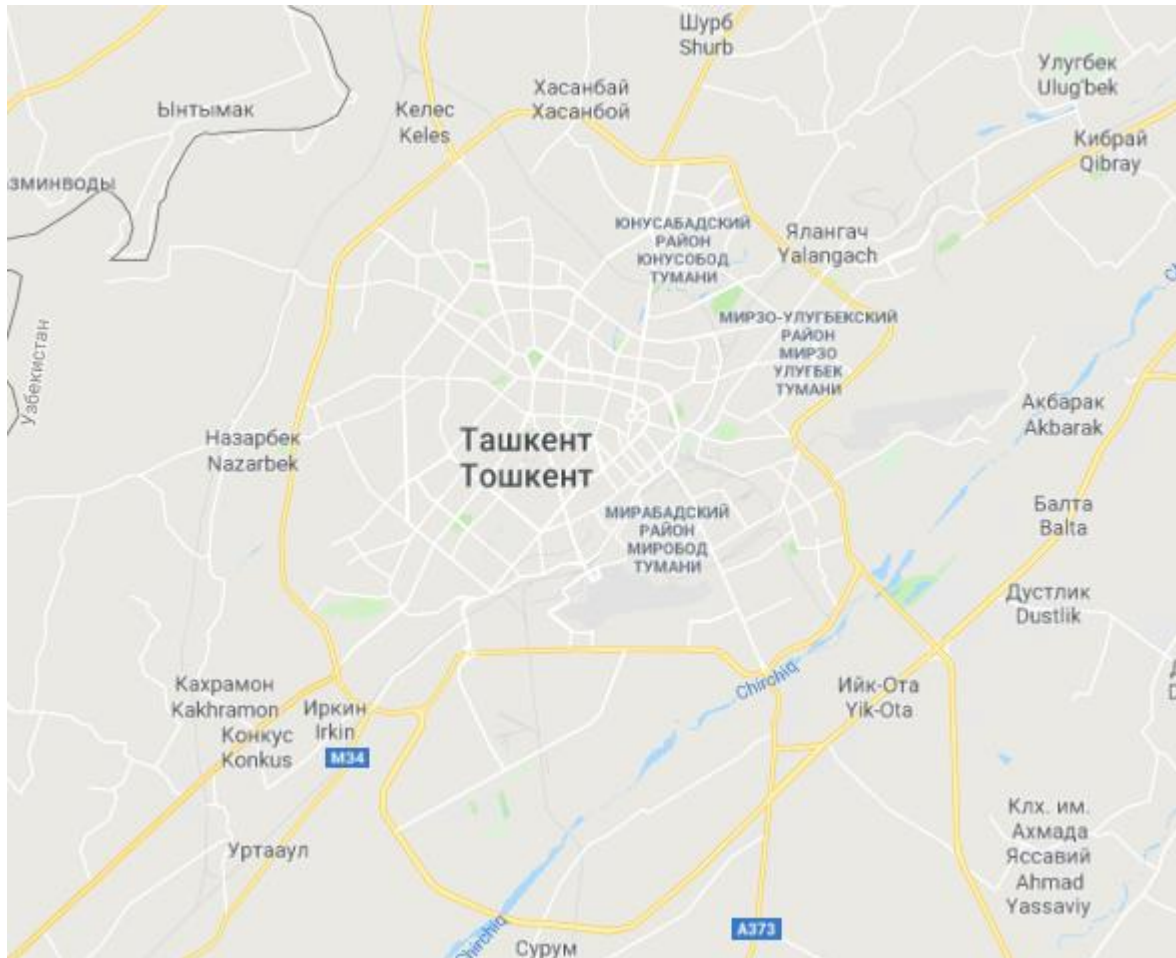 Шурб
Shurb
Улугбек
Ulug'bek
Хасанбай
Хасанбой
Ынтымак
Келес
Keles
Кибрай
Qibray
азминводы
ЮНУСАБАДСКИЙ
РАЙОН
ЮНУСОБОД
ТУМАНИ
Ялангач
Yalangach
МИРЗО-УЛУГБЕКСКИЙ
РАЙОН
МИРЗО
УЛУГБЕК
ТУМАНИ
Узбекистан
Акбарак
Akbarak
Назарбек
Nazarbek
Ташкент
Тошкент
Балта
Balta
МИРАБАДСКИЙ
РАЙОН
МИРОБОД
ТУМАНИ
Дустлик
Dustlik
Chirchiq
Ийк-Ота
Yik-Ota
Кахрамон
Kakhramon
Иркин
Irkin
Конкус
Konkus
M34
Клх. им.
Ахмада
Яссавий
Ahmad
Yassaviy
Уртааул
A373
Chirchiq
Сурум